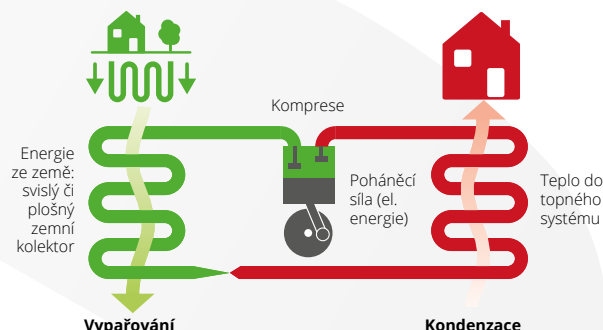 Komprese
Energie
ze země:
svislý či
plošný
zemní
kolektor
Poháněcí
síla (el.
energie)
Teplo do
topného
systému
Vypařování
Kondenzace